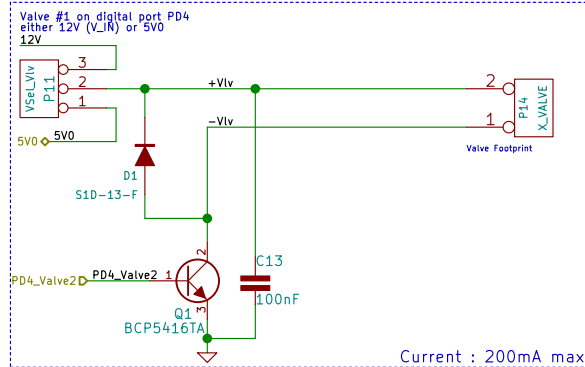 Valve #1 on digital port PD4
either 12V (V_IN) or 5V0
12V
VSel_Vlv
P11
3
2
1
5V0
5V0
+Vlv
-Vlv
2
1
P14
X_VALVE
Valve Footprint
D1
S1D-13-F
PD4_Valve2
PD4_Valve2
1
2
3
Q1
BCP5416TA
C13
100nF
Current : 200mA max